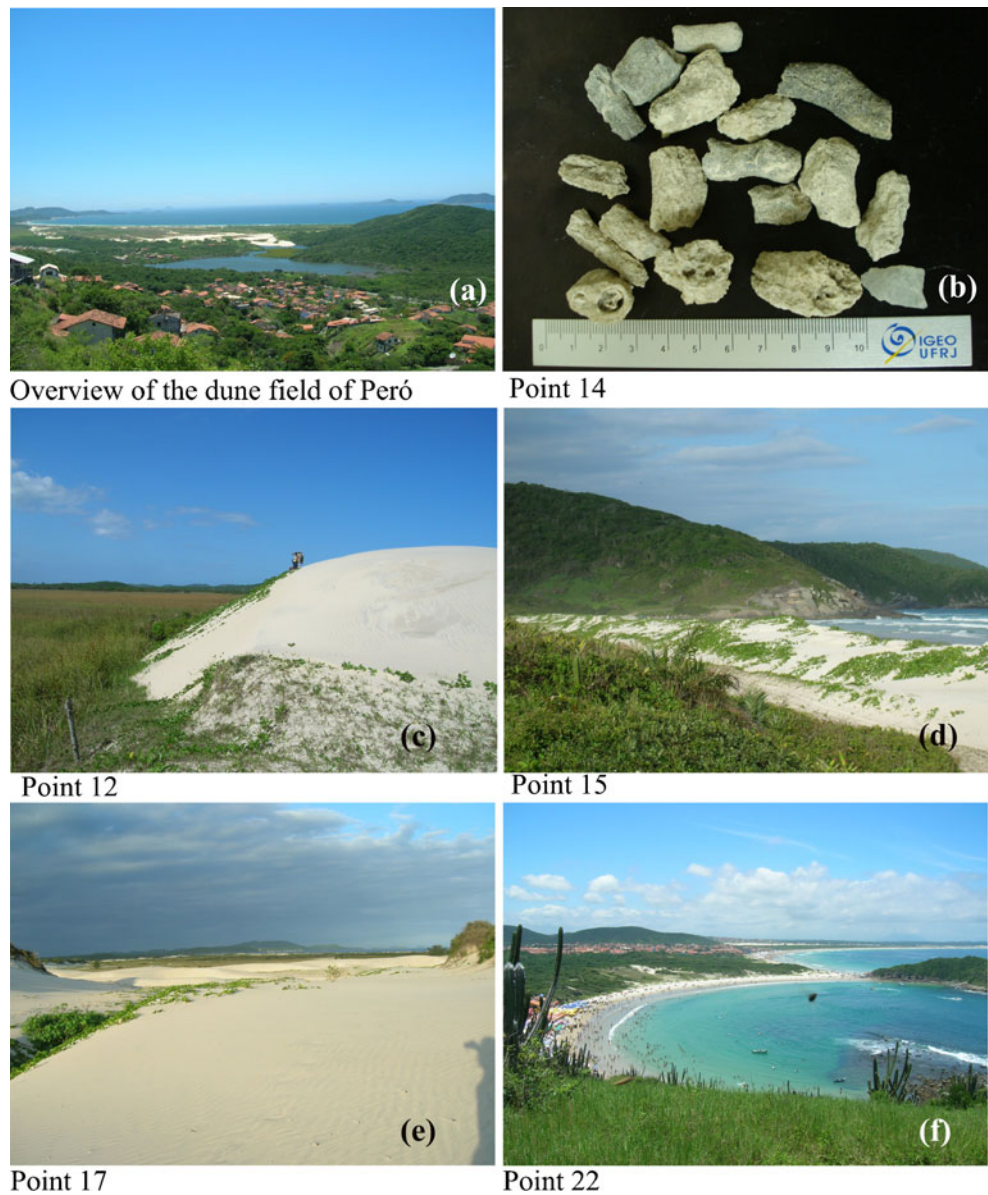 (a)
(b)
0 1 2 3 4 5 6 7 8 9 10
IGEO
UFRJ
Overview of the dune field of Peró
Point 14
(c)
(d)
Point 12
Point 15
(e)
(f)
Point 17
Point 22